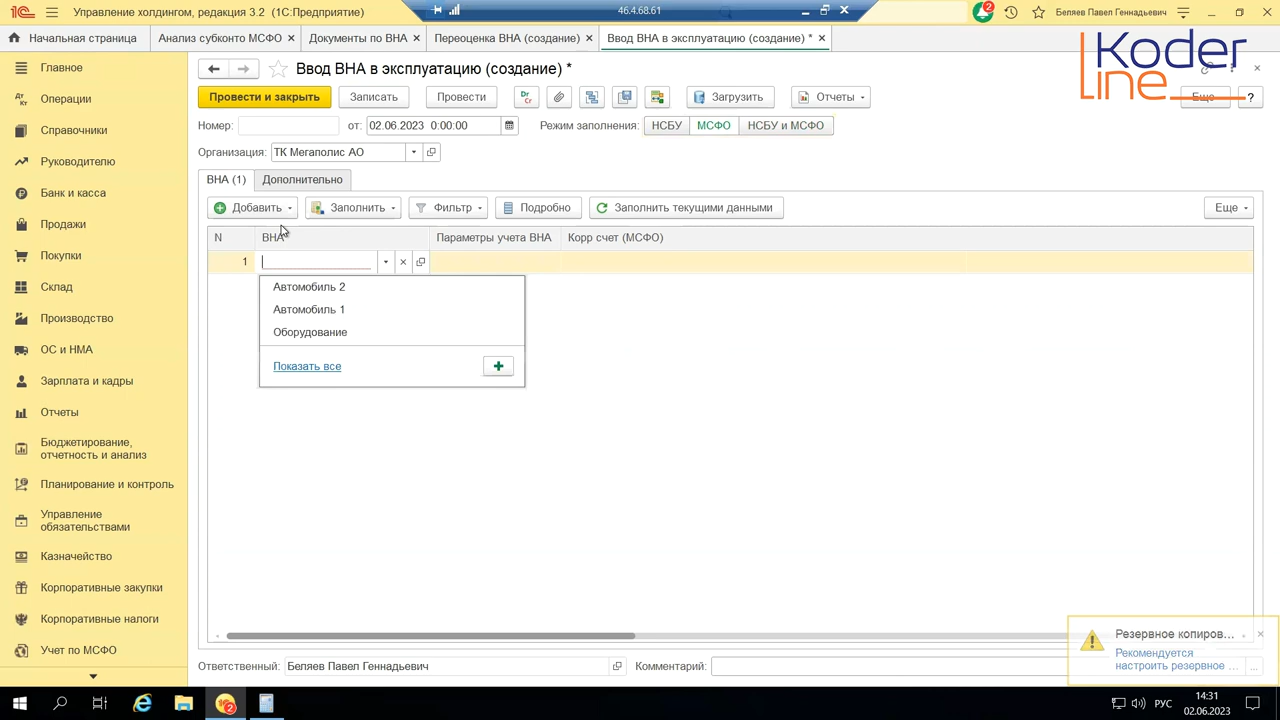 Управление холдингом, редакция 3.2 (1С:Предприятие)
46.4.68.61
2
Беляев Павел Геннадьевич
Начальная страница
Анализ субконто МСФО
Документы по ВНА
Переоценка ВНА (создание)
Ввод ВНА в эксплуатацию (создание) *
Koder
Line
Главное
Операции
Справочники
Руководителю
Банк и касса
Продажи
Покупки
Склад
Производство
ОС и НМА
Зарплата и кадры
Отчеты
Бюджетирование,
отчетность и анализ
Планирование и контроль
Управление
обязательствами
Казначейство
Корпоративные закупки
Корпоративные налоги
Учет по МСФО
Ввод ВНА в эксплуатацию (создание) *
Провести и закрыть
Записать
Провести
Загрузить
Отчеты
Еще
?
Номер:
от: 02.06.2023 0:00:00
Режим заполнения: НСБУ МСФО НСБУ и МСФО
Организация: ТК Мегаполис АО
ВНА (1)
Дополнительно
Добавить
Заполнить
Фильтр
Подробно
Заполнить текущими данными
Еще
N
ВНА
Параметры учета ВНА
Корр счет (МСФО)
1
Автомобиль 2
Автомобиль 1
Оборудование
Показать все
Ответственный: Беляев Павел Геннадьевич
Комментарий:
Резервное копиров...
Рекомендуется
настроить резервное ...
РУС
14:31
02.06.2023